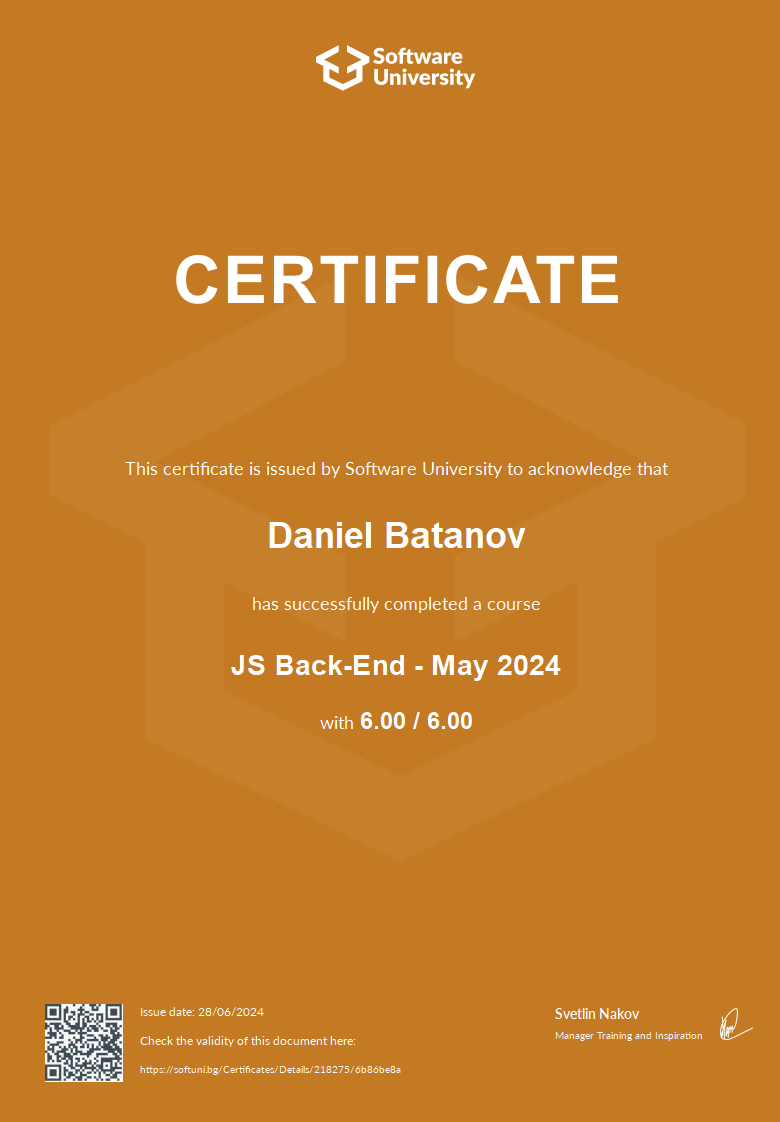 Software
University
CERTIFICATE
This certificate is issued by Software University to acknowledge that
Daniel Batanov
has successfully completed a course
JS Back-End - May 2024
with 6.00 / 6.00
Issue date: 28/06/2024
Check the validity of this document here:
https://softuni.bg/Certificates/Details/218275/6b86be8a
Svetlin Nakov
Manager Training and Inspiration